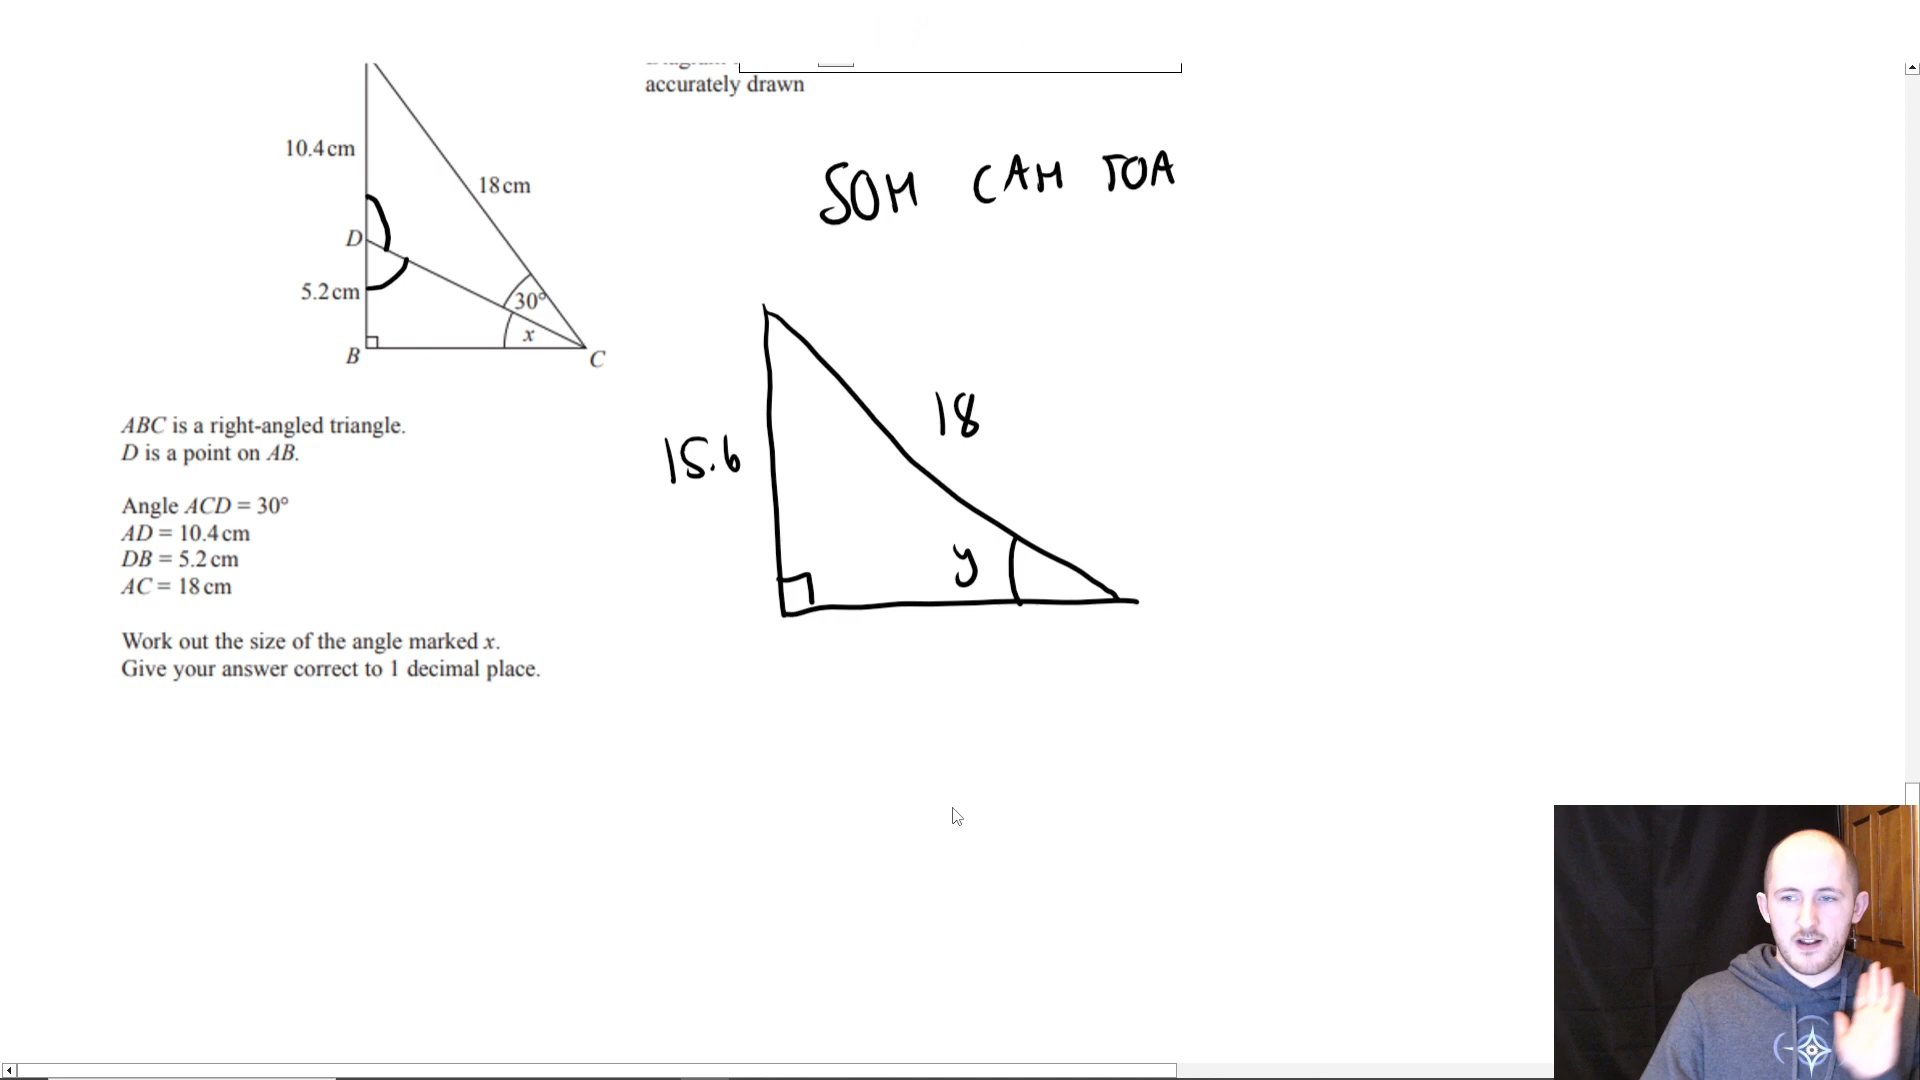 accurately drawn
10.4 cm
18 cm
SOH CAH TOA
D
5.2 cm
30°
x
B
C
18
15.6
y
ABC is a right-angled triangle.
D is a point on AB.
Angle ACD = 30°
AD = 10.4 cm
DB = 5.2 cm
AC = 18 cm
Work out the size of the angle marked x.
Give your answer correct to 1 decimal place.